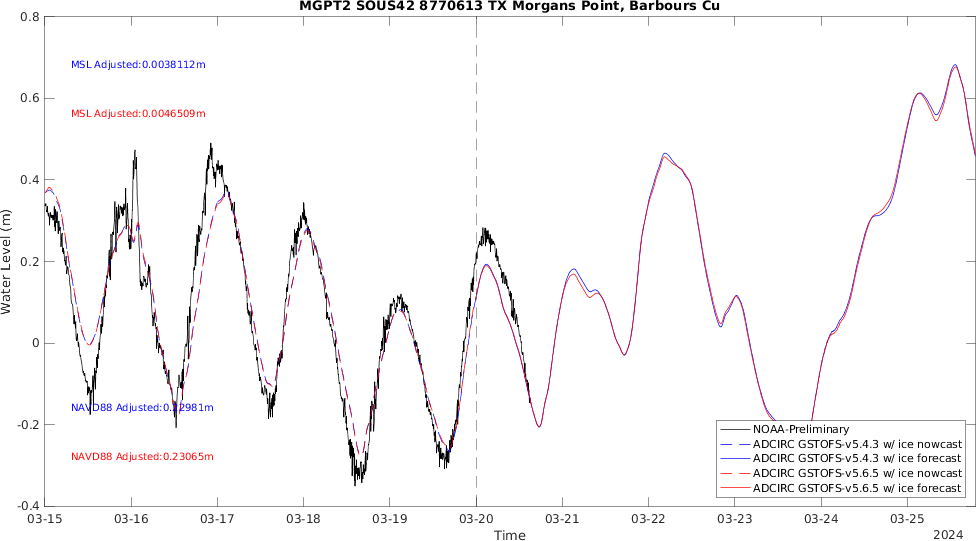 MGPT2 SOUS42 8770613 TX Morgans Point, Barbours Cu
0.8
0.6
0.4
0.2
0
-0.2
-0.4
Water Level (m)
MSL Adjusted:0.0038112m
MSL Adjusted:0.0046509m
NAVD88 Adjusted:0.22981m
NAVD88 Adjusted:0.23065m
NOAA-Preliminary
ADCIRC GSTOFS-v5.4.3 w/ ice nowcast
ADCIRC GSTOFS-v5.4.3 w/ ice forecast
ADCIRC GSTOFS-v5.6.5 w/ ice nowcast
ADCIRC GSTOFS-v5.6.5 w/ ice forecast
03-15 03-16 03-17 03-18 03-19 03-20 03-21 03-22 03-23 03-24 03-25
Time
2024